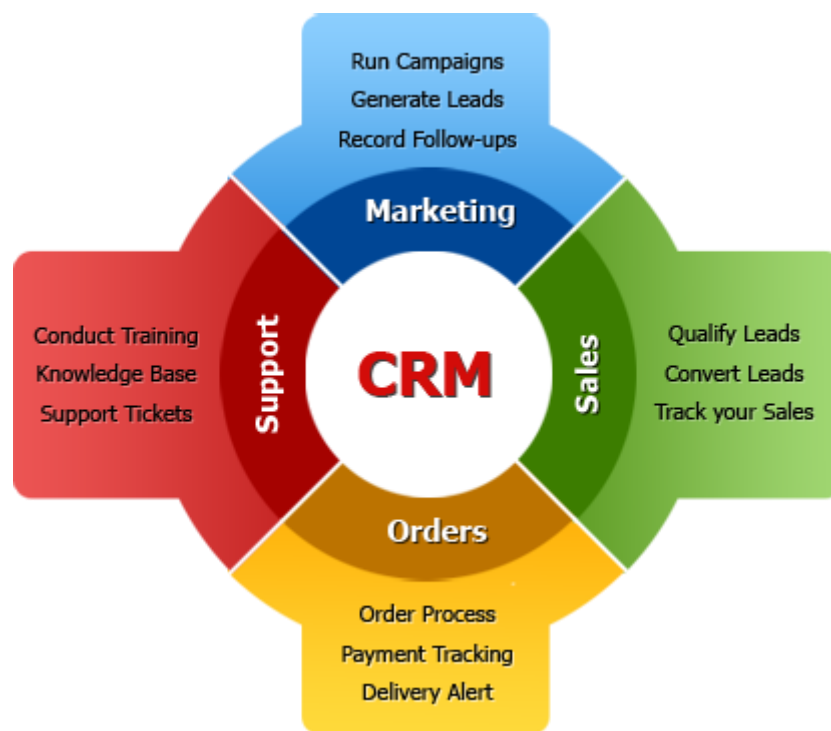 Run Campaigns
Generate Leads
Record Follow-ups
Marketing
Support
Conduct Training
Knowledge Base
Support Tickets
CRM
Sales
Qualify Leads
Convert Leads
Track your Sales
Orders
Order Process
Payment Tracking
Delivery Alert